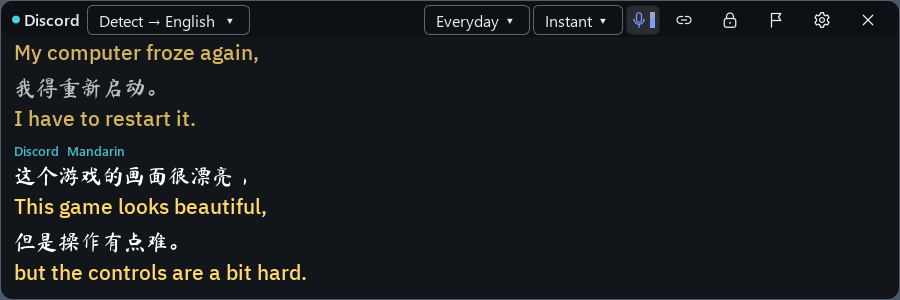 Discord
Detect → English
Everyday
Instant
My computer froze again,
我得重新启动。
I have to restart it.
Discord Mandarin
这个游戏的画面很漂亮，
This game looks beautiful,
但是操作有点难。
but the controls are a bit hard.